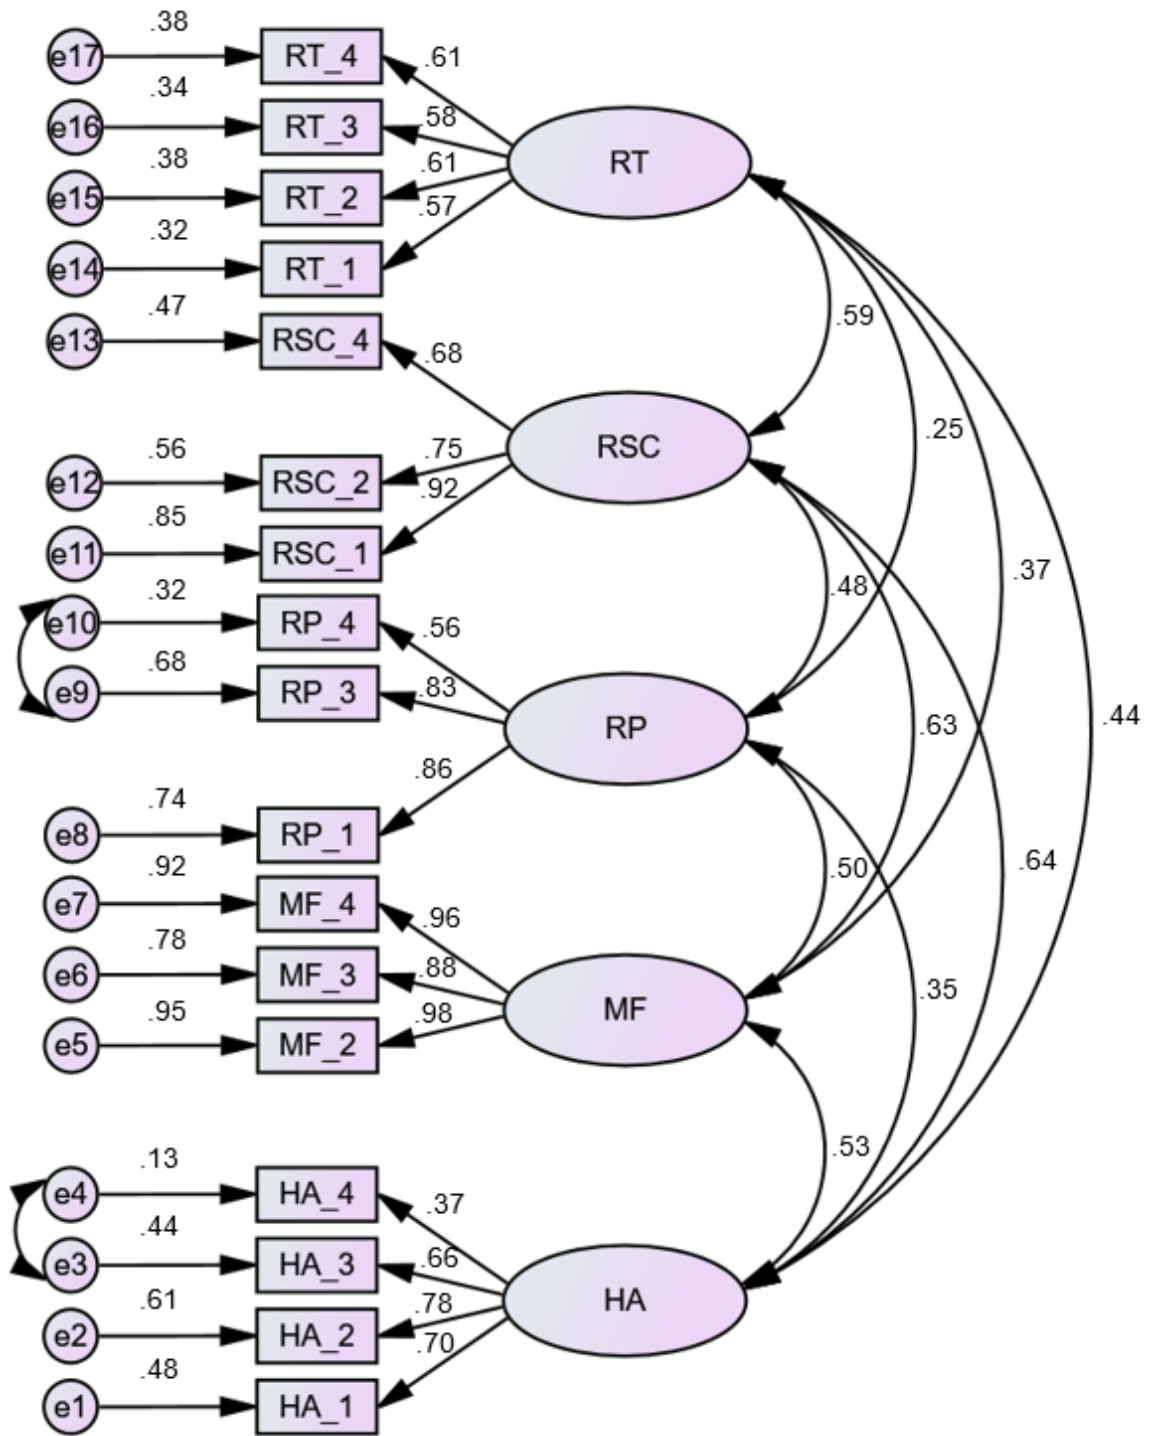 .38
e17 RT_4 .61
.34
e16 RT_3 .58
RT
.38
e15 RT_2 .61
.57
.32
e14 RT_1
.47
.59
e13 RSC_4 .68
.25
RSC
.56
.75
e12 RSC_2
.92
.85
e11 RSC_1
.37
.48
.32
e10 RP_4 .56
.68
e9 RP_3 .83
.44
RP
.63
.86
.74
e8 RP_1
.64
.50
.92
e7 MF_4 .96
.78
e6 MF_3 .88
.35
MF
.95
.98
e5 MF_2
.53
.13
e4 HA_4 .37
.44
e3 HA_3 .66
HA
.61
.78
e2 HA_2
.70
.48
e1 HA_1